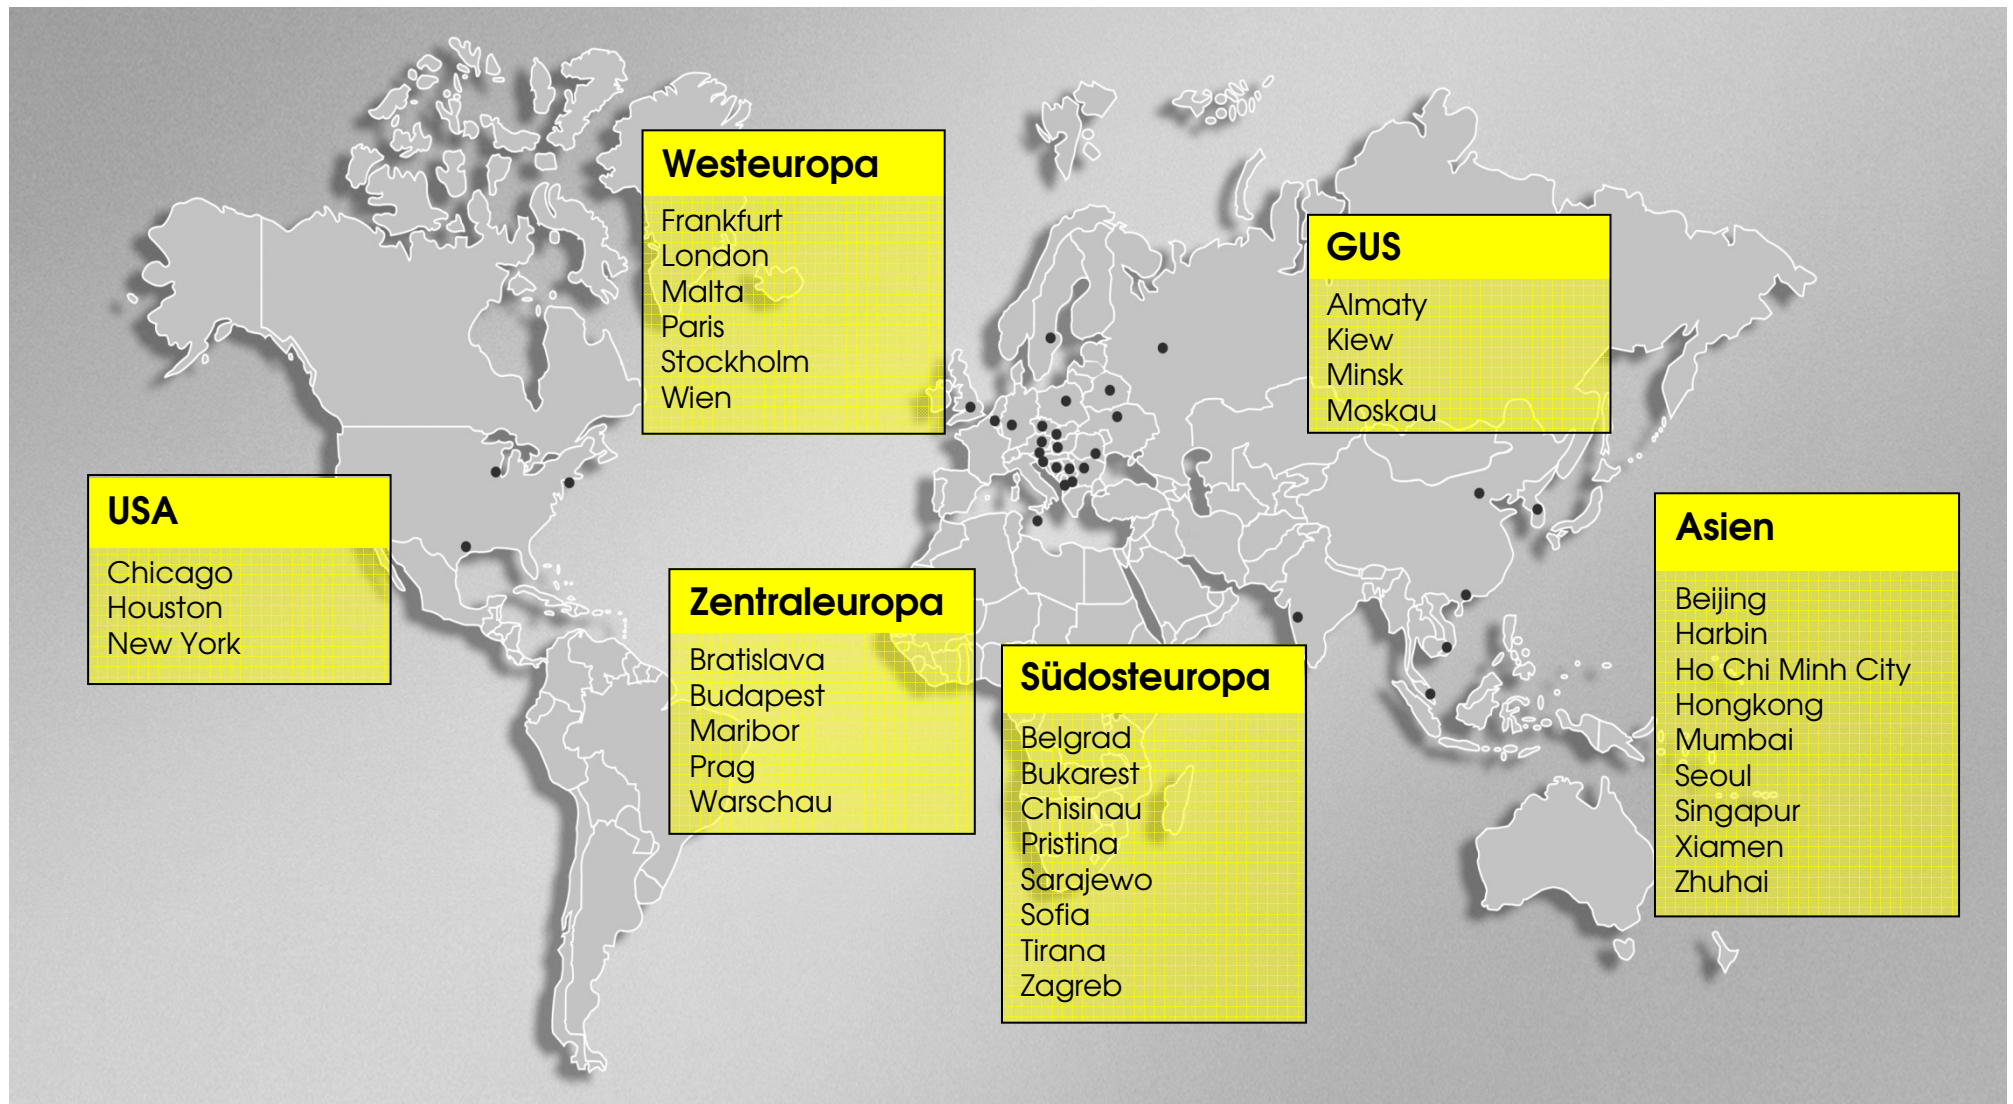 Westeuropa
Frankfurt
London
Malta
Paris
Stockholm
Wien
GUS
Almaty
Kiew
Minsk
Moskau
USA
Chicago
Houston
New York
Zentraleuropa
Bratislava
Budapest
Maribor
Prag
Warschau
Südosteuropa
Belgrad
Bukarest
Chisinau
Pristina
Sarajewo
Sofia
Tirana
Zagreb
Asien
Beijing
Harbin
Ho Chi Minh City
Hongkong
Mumbai
Seoul
Singapur
Xiamen
Zhuhai